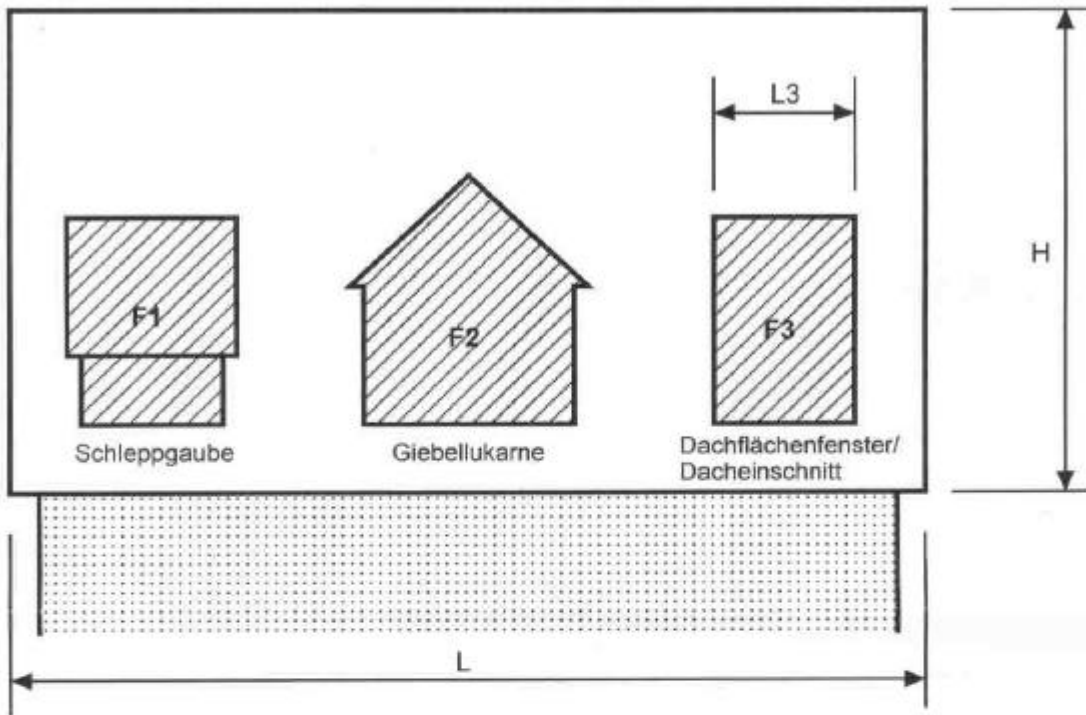 L3
H
F1
F2
F3
Schleppgaube
Giebellukarne
Dachflächenfenster/
Dacheinschnitt
L